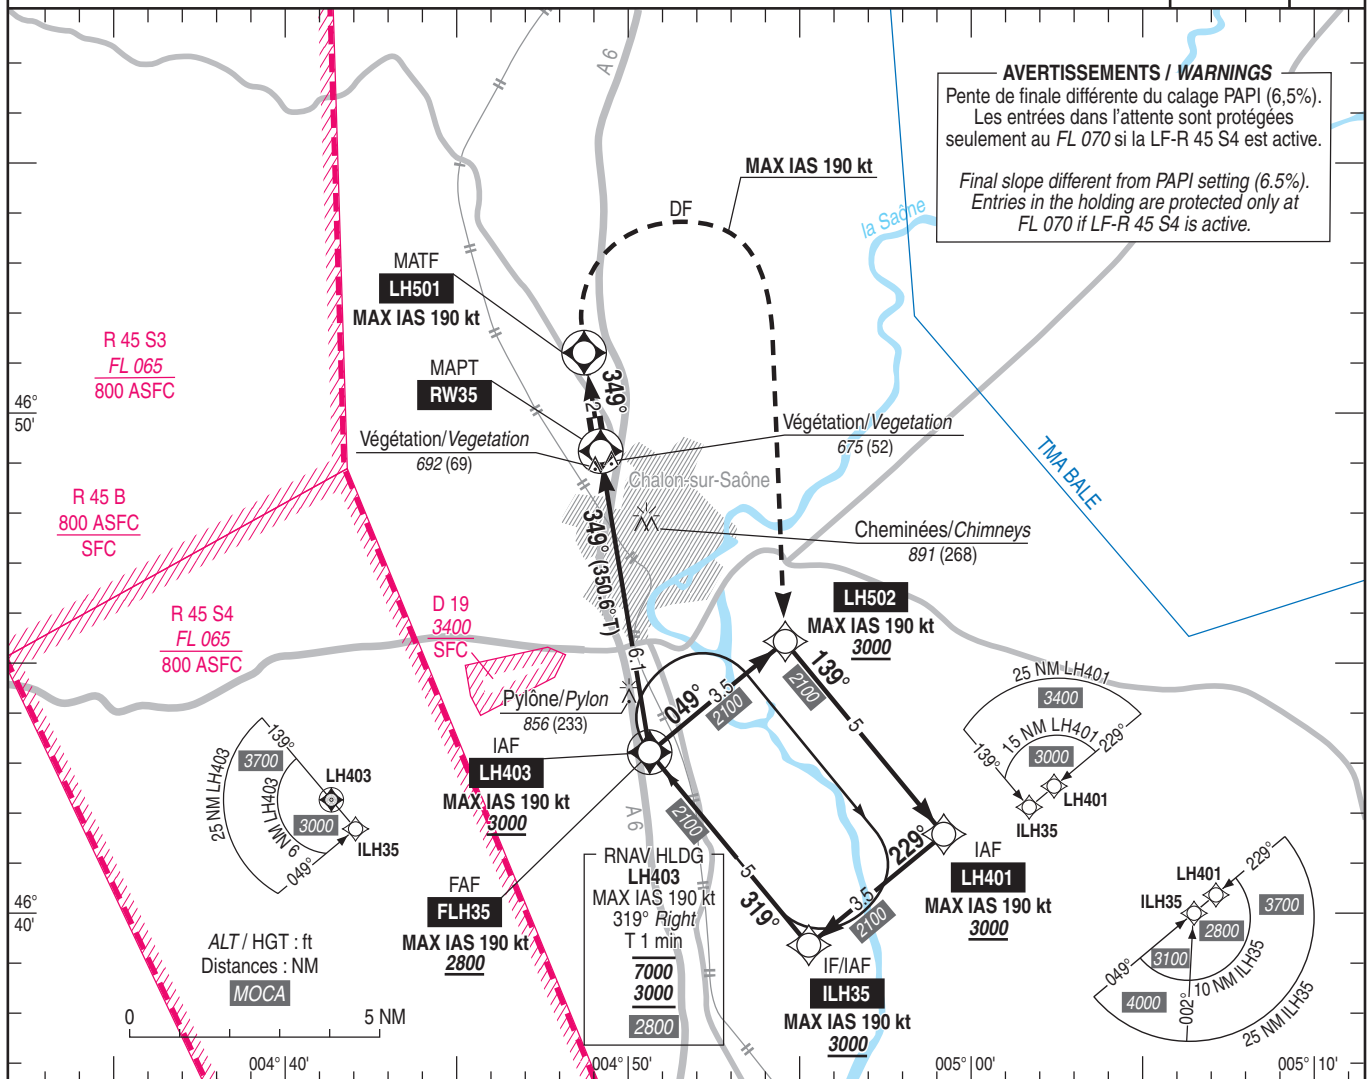 AVERTISSEMENTS / WARNINGS
Pente de finale différente du calage PAPI (6,5%).
Les entrées dans l'attente sont protégées
seulement au FL 070 si la LF-R 45 S4 est active.
Final slope different from PAPI setting (6.5%).
Entries in the holding are protected only at
FL 070 if LF-R 45 S4 is active.
A 6
MAX IAS 190 kt
DF
la Saône
MATF
LH501
MAX IAS 190 kt
349°
2
MAPT
RW35
R 45 S3
FL 065
800 ASFC
46°
50'
Végétation/Vegetation
692 (69)
Végétation/Vegetation
675 (52)
TMA BALE
Chalon-sur-Saône
R 45 B
800 ASFC
SFC
349° (350.6°T)
6.1
Cheminées/Chimneys
891 (268)
LH502
MAX IAS 190 kt
3000
R 45 S4
FL 065
800 ASFC
D 19
3400
SFC
Pylône/Pylon
856 (233)
049°
3.5
2100
139°
2100
5
25 NM LH401
3400
15 NM LH401
3000
139°
229°
LH401
ILH35
IAF
LH403
MAX IAS 190 kt
3000
139°
3700
25 NM LH403
9 NM LH403
3000
LH403
ILH35
049°
A 6
2100
5
319°
229°
3.5
2100
IAF
LH401
MAX IAS 190 kt
3000
RNAV HLDG
LH403
MAX IAS 190 kt
319° Right
T 1 min
7000
3000
2800
FAF
FLH35
MAX IAS 190 kt
2800
46°
40'
IF/IAF
ILH35
MAX IAS 190 kt
3000
LH401
229°
ILH35
3700
2800
3100
049°
4000
002°
10 NM ILH35
25 NM ILH35
ALT / HGT : ft
Distances : NM
MOCA
0
5 NM
004° 40'
004° 50'
005° 00'
005° 10'